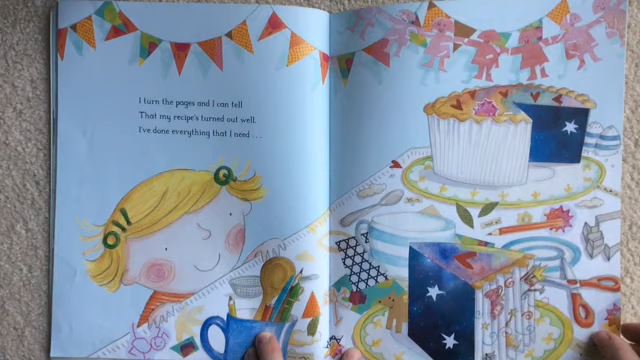 I turn the pages and I can tell
That my recipe's turned out well.
I've done everything that I need . . .